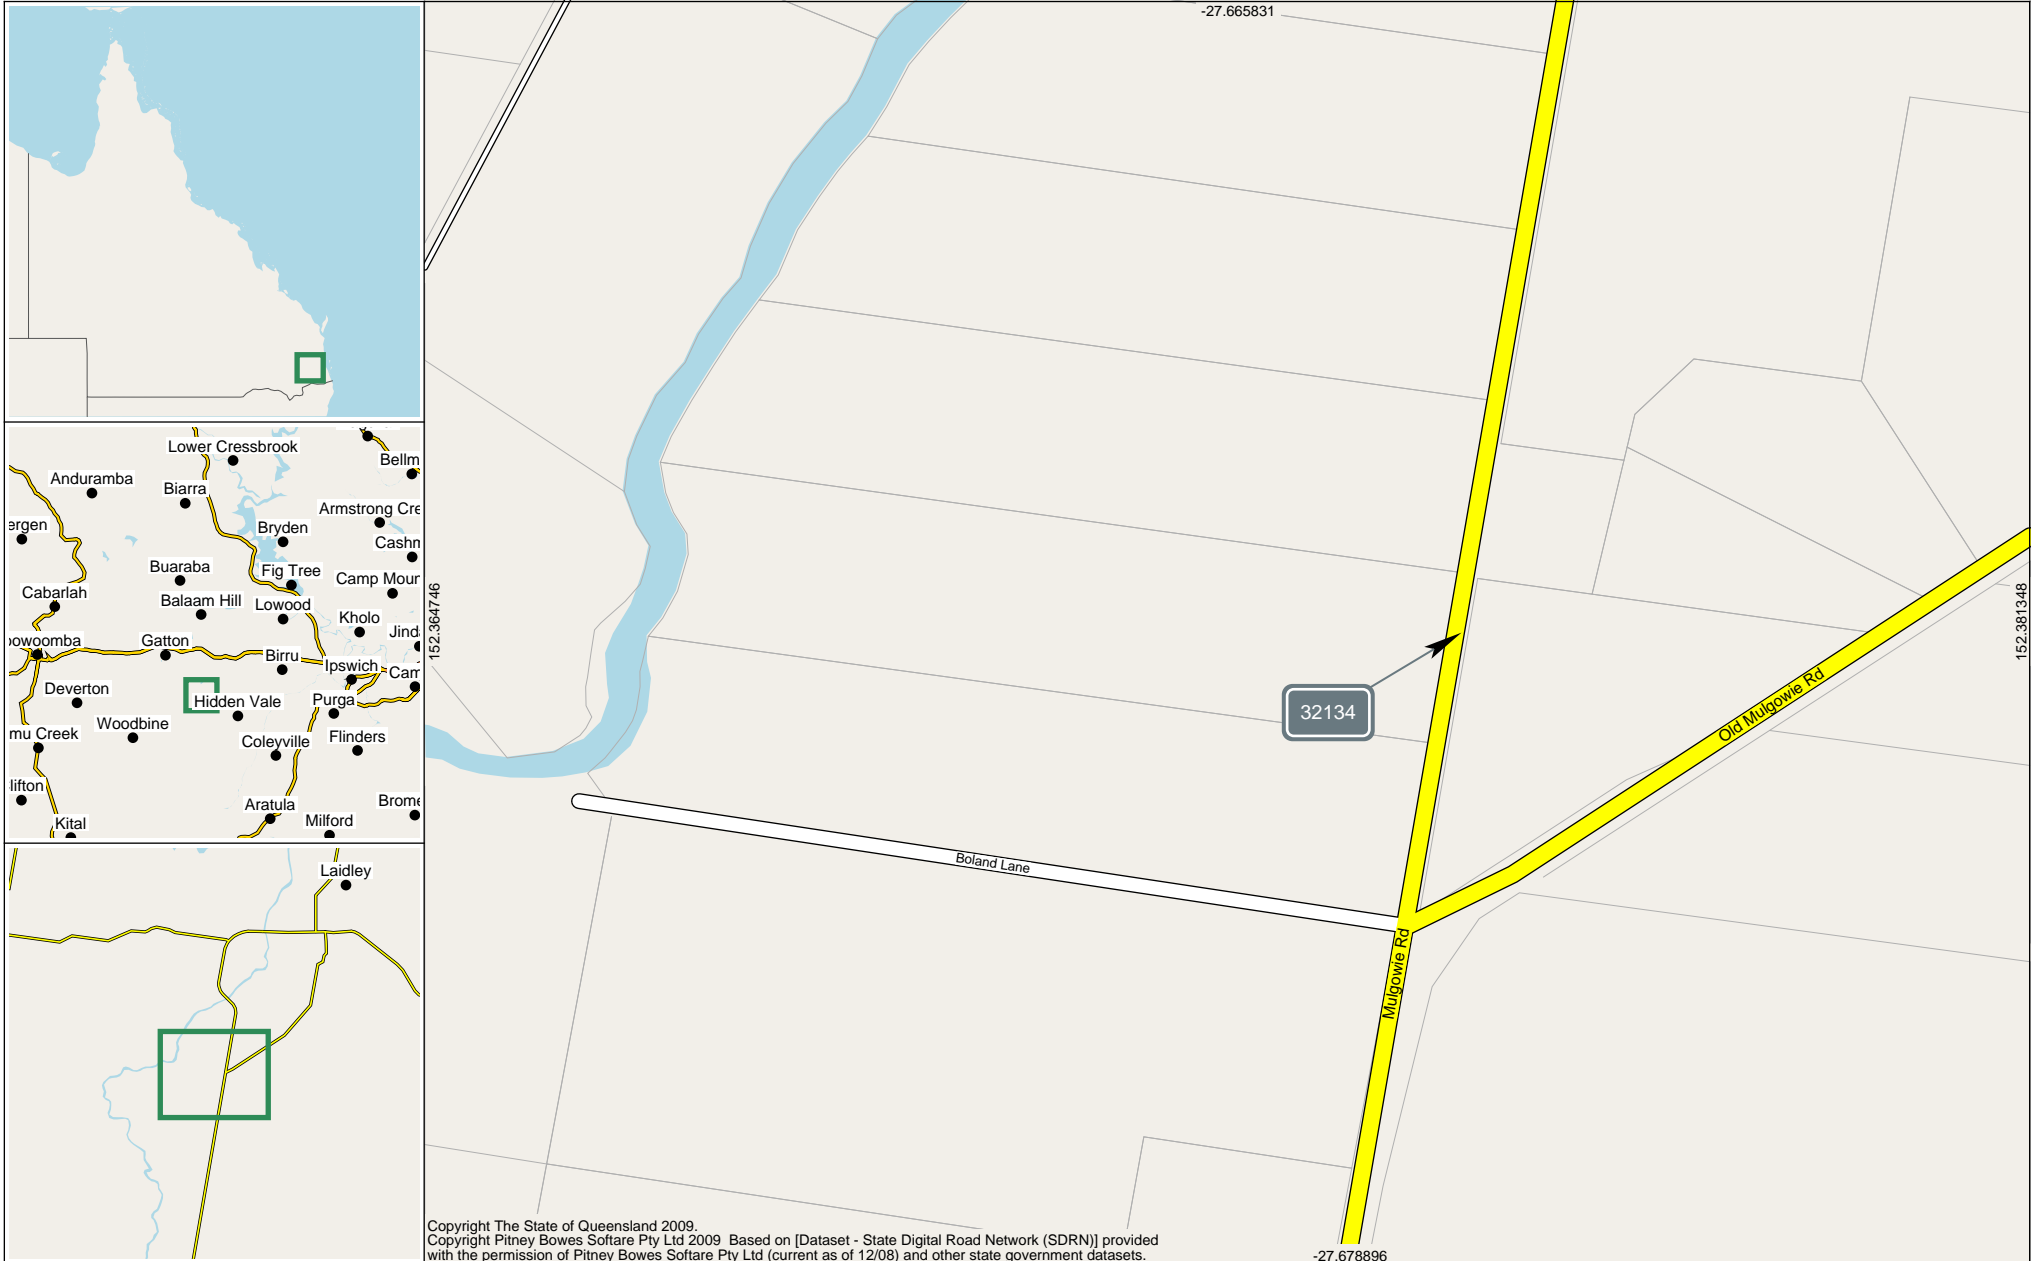 -27.665831
Lower Cressbrook
Bellm
Anduramba
Biarra
Armstrong Cre
ergen
Bryden
Cashm
Buaraba
Fig Tree
Camp Moun
Cabarlah
Balaam Hill
Lowood
Kholo
Jinda
oowoomba
Gatton
Birru
Ipswich
Cam
Deverton
Hidden Vale
Purga
Woodbine
mu Creek
Coleyville
Flinders
lifton
Aratula
Brome
Kital
Milford
152.364746
152.381348
32134
Old Mulgowie Rd
Boland Lane
Mulgowie Rd
Laidley
Copyright The State of Queensland 2009.
Copyright Pitney Bowes Softare Pty Ltd 2009 Based on [Dataset - State Digital Road Network (SDRN)] provided
with the permission of Pitney Bowes Softare Pty Ltd (current as of 12/08) and other state government datasets.
-27.678896